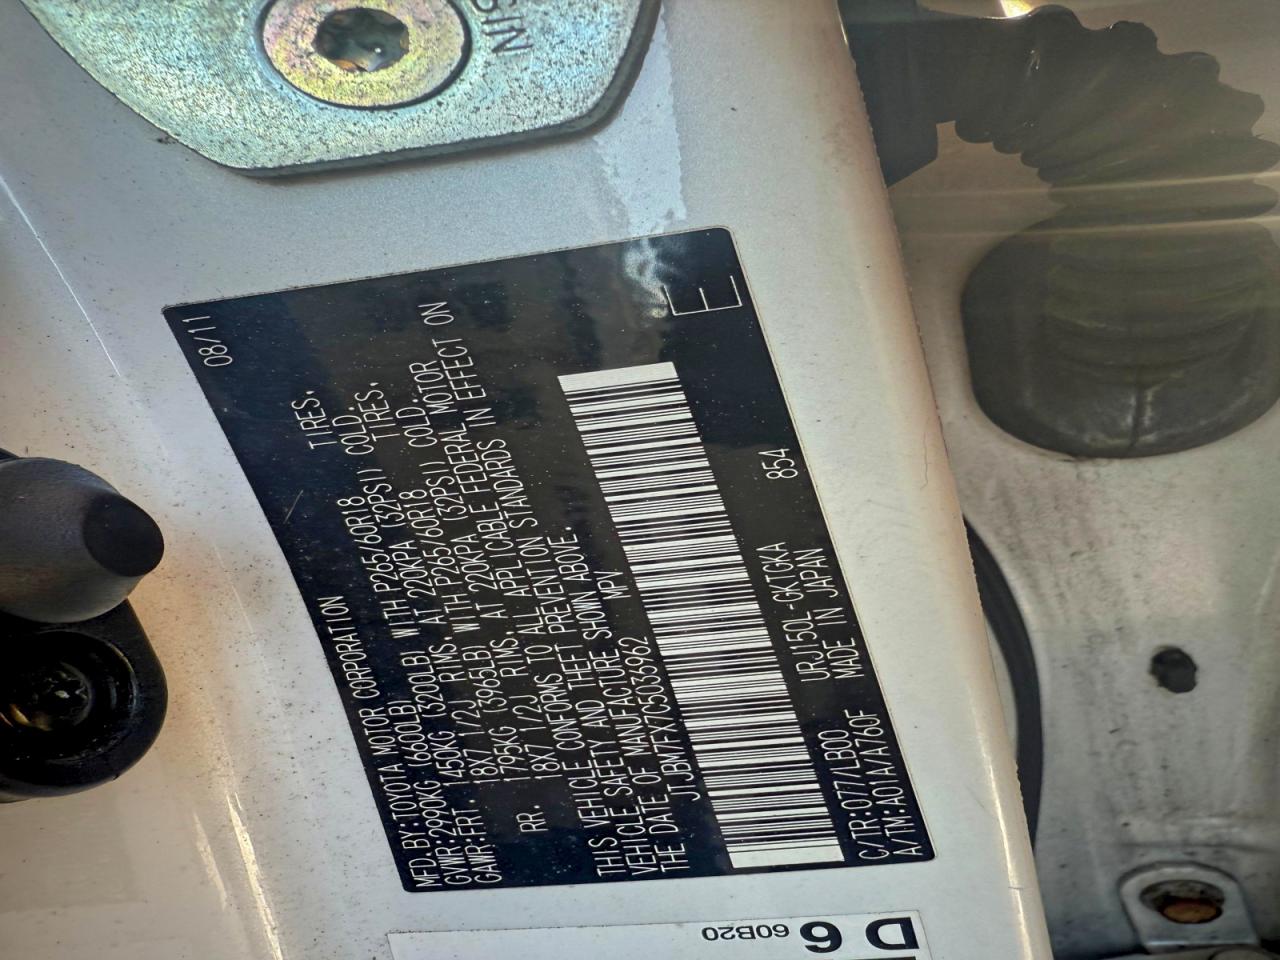 MFD.BY:TOYOTA MOTOR CORPORATION 08/11
GVWR:2990KG(6600LB)
GAWR:FRT. 1450KG (3200LB) WITH P265/60R18 TIRES.
18X7 1/2J RIMS. AT 220KPA (32PSI) COLD.
RR. 1795KG (3965LB) WITH P265/60R18 TIRES.
18X7 1/2J RIMS. AT 220KPA (32PSI) COLD.
THIS VEHICLE CONFORMS TO ALL APPLICABLE FEDERAL MOTOR
VEHICLE SAFETY AND THEFT PREVENTION STANDARDS IN EFFECT ON
THE DATE OF MANUFACTURE SHOWN ABOVE.
JTJBM7FX7C5033962 MPV
E
C/TR:077/LB00 URJ150L-GKTGKA 854
A/TM:A01A/A760F MADE IN JAPAN
D6
60B20